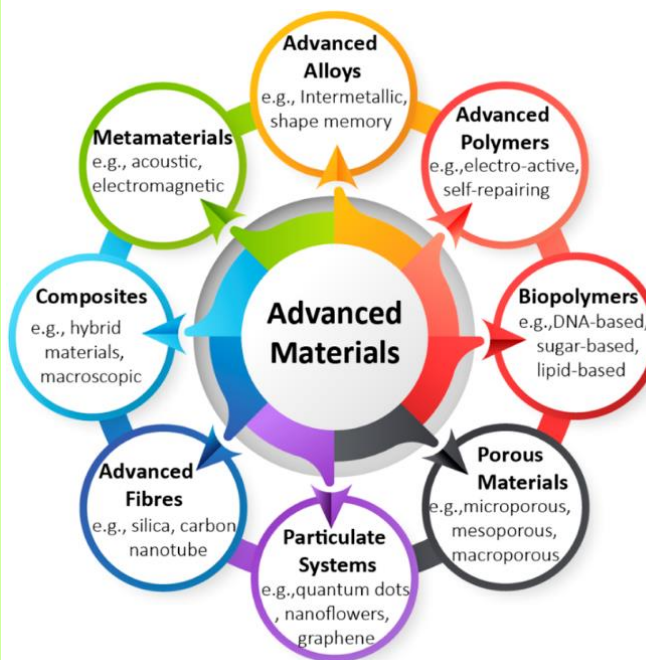 Advanced
Alloys
e.g., Intermetallic,
shape memory
Advanced
Polymers
e.g.,electro-active,
self-repairing
Biopolymers
e.g.,DNA-based,
sugar-based,
lipid-based
Porous
Materials
e.g.,microporous,
mesoporous,
macroporous
Particulate
Systems
e.g.,quantum dots
, nanoflowers,
graphene
Advanced
Fibres
e.g., silica, carbon
nanotube
Composites
e.g., hybrid
materials,
macroscopic
Metamaterials
e.g., acoustic,
electromagnetic
Advanced
Materials